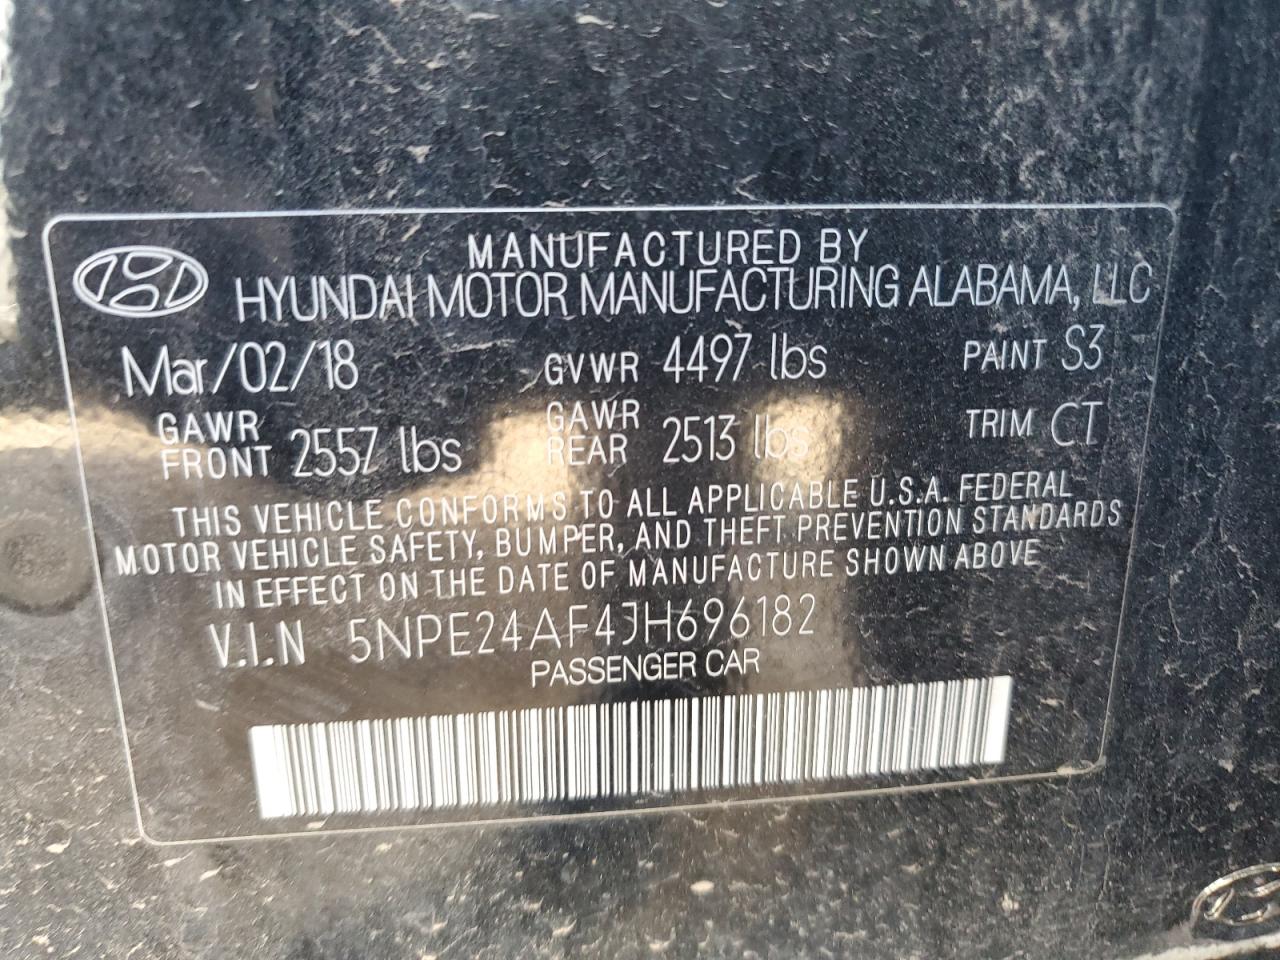 MANUFACTURED BY
HYUNDAI MOTOR MANUFACTURING ALABAMA, LLC
Mar/02/18 GVWR 4497 lbs PAINT S3
GAWR FRONT 2557 lbs GAWR REAR 2513 lbs TRIM CT
THIS VEHICLE CONFORMS TO ALL APPLICABLE U.S.A. FEDERAL
MOTOR VEHICLE SAFETY, BUMPER, AND THEFT PREVENTION STANDARDS
IN EFFECT ON THE DATE OF MANUFACTURE SHOWN ABOVE
V.I.N 5NPE24AF4JH696182
PASSENGER CAR